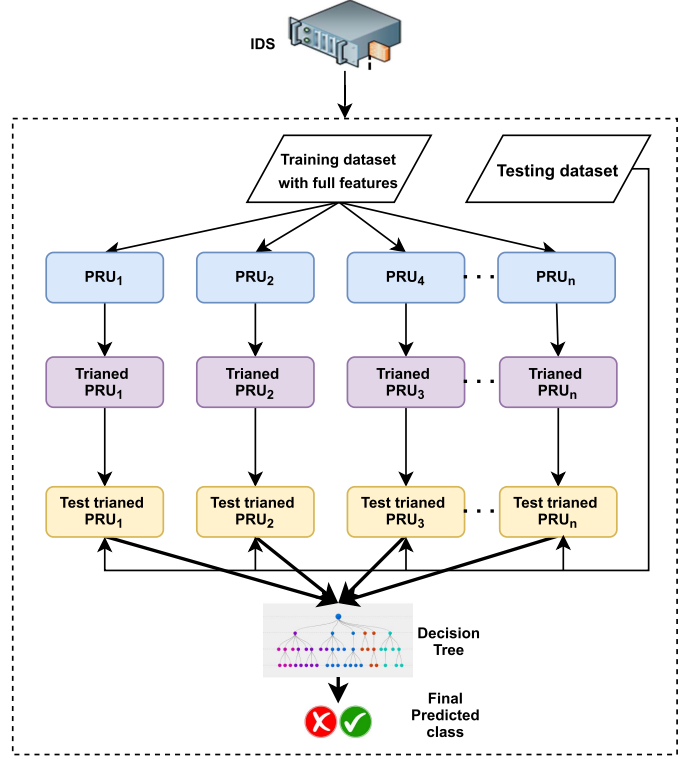 IDS
Training dataset
with full features
Testing dataset
PRU1
PRU2
PRU4
. . .
PRUn
Trianed
PRU1
Trianed
PRU2
Trianed
PRU3
. . .
Trianed
PRUn
Test trianed
PRU1
Test trianed
PRU2
Test trianed
PRU3
. . .
Test trianed
PRUn
Decision
Tree
Final
Predicted
class